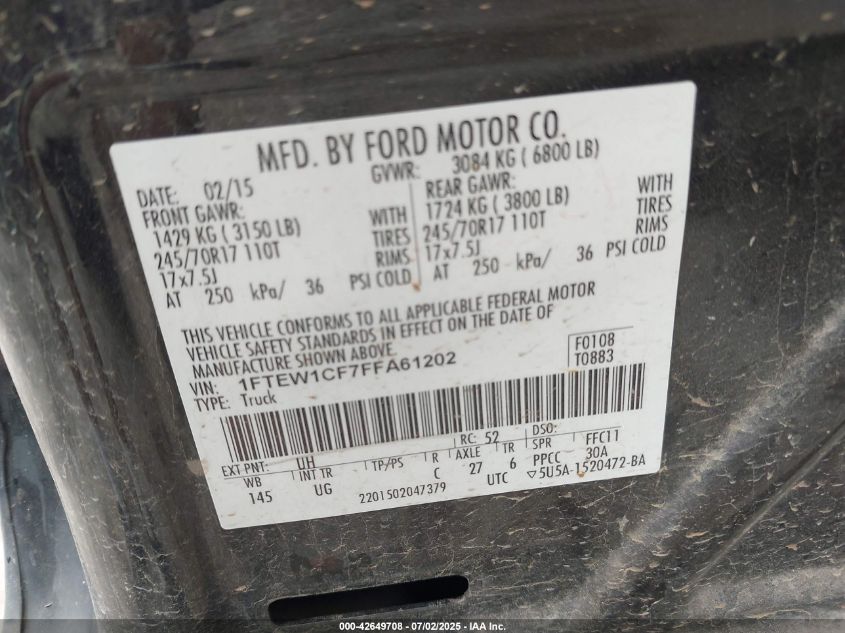 MFD. BY FORD MOTOR CO.
DATE: 02/15 GVWR: 3084 KG ( 6800 LB)
FRONT GAWR: REAR GAWR:
1429 KG ( 3150 LB) WITH 1724 KG ( 3800 LB) WITH
245/70R17 110T TIRES 245/70R17 110T TIRES
17x7.5J RIMS 17x7.5J RIMS
AT 250 kPa/ 36 PSI COLD AT 250 kPa/ 36 PSI COLD
THIS VEHICLE CONFORMS TO ALL APPLICABLE FEDERAL MOTOR
VEHICLE SAFETY STANDARDS IN EFFECT ON THE DATE OF
MANUFACTURE SHOWN ABOVE.
VIN: 1FTEW1CF7FFA61202 F0108
TYPE: Truck T0883
EXT PNT: UH RC: 52 DSO: FFC11
WB INT TR TP/PS R AXLE TR SPR 30A
145 UG C 27 6 PPCC
2201502047379 UTC ▽5U5A-1520472-BA
000-42649708 - 07/02/2025 - IAA Inc.